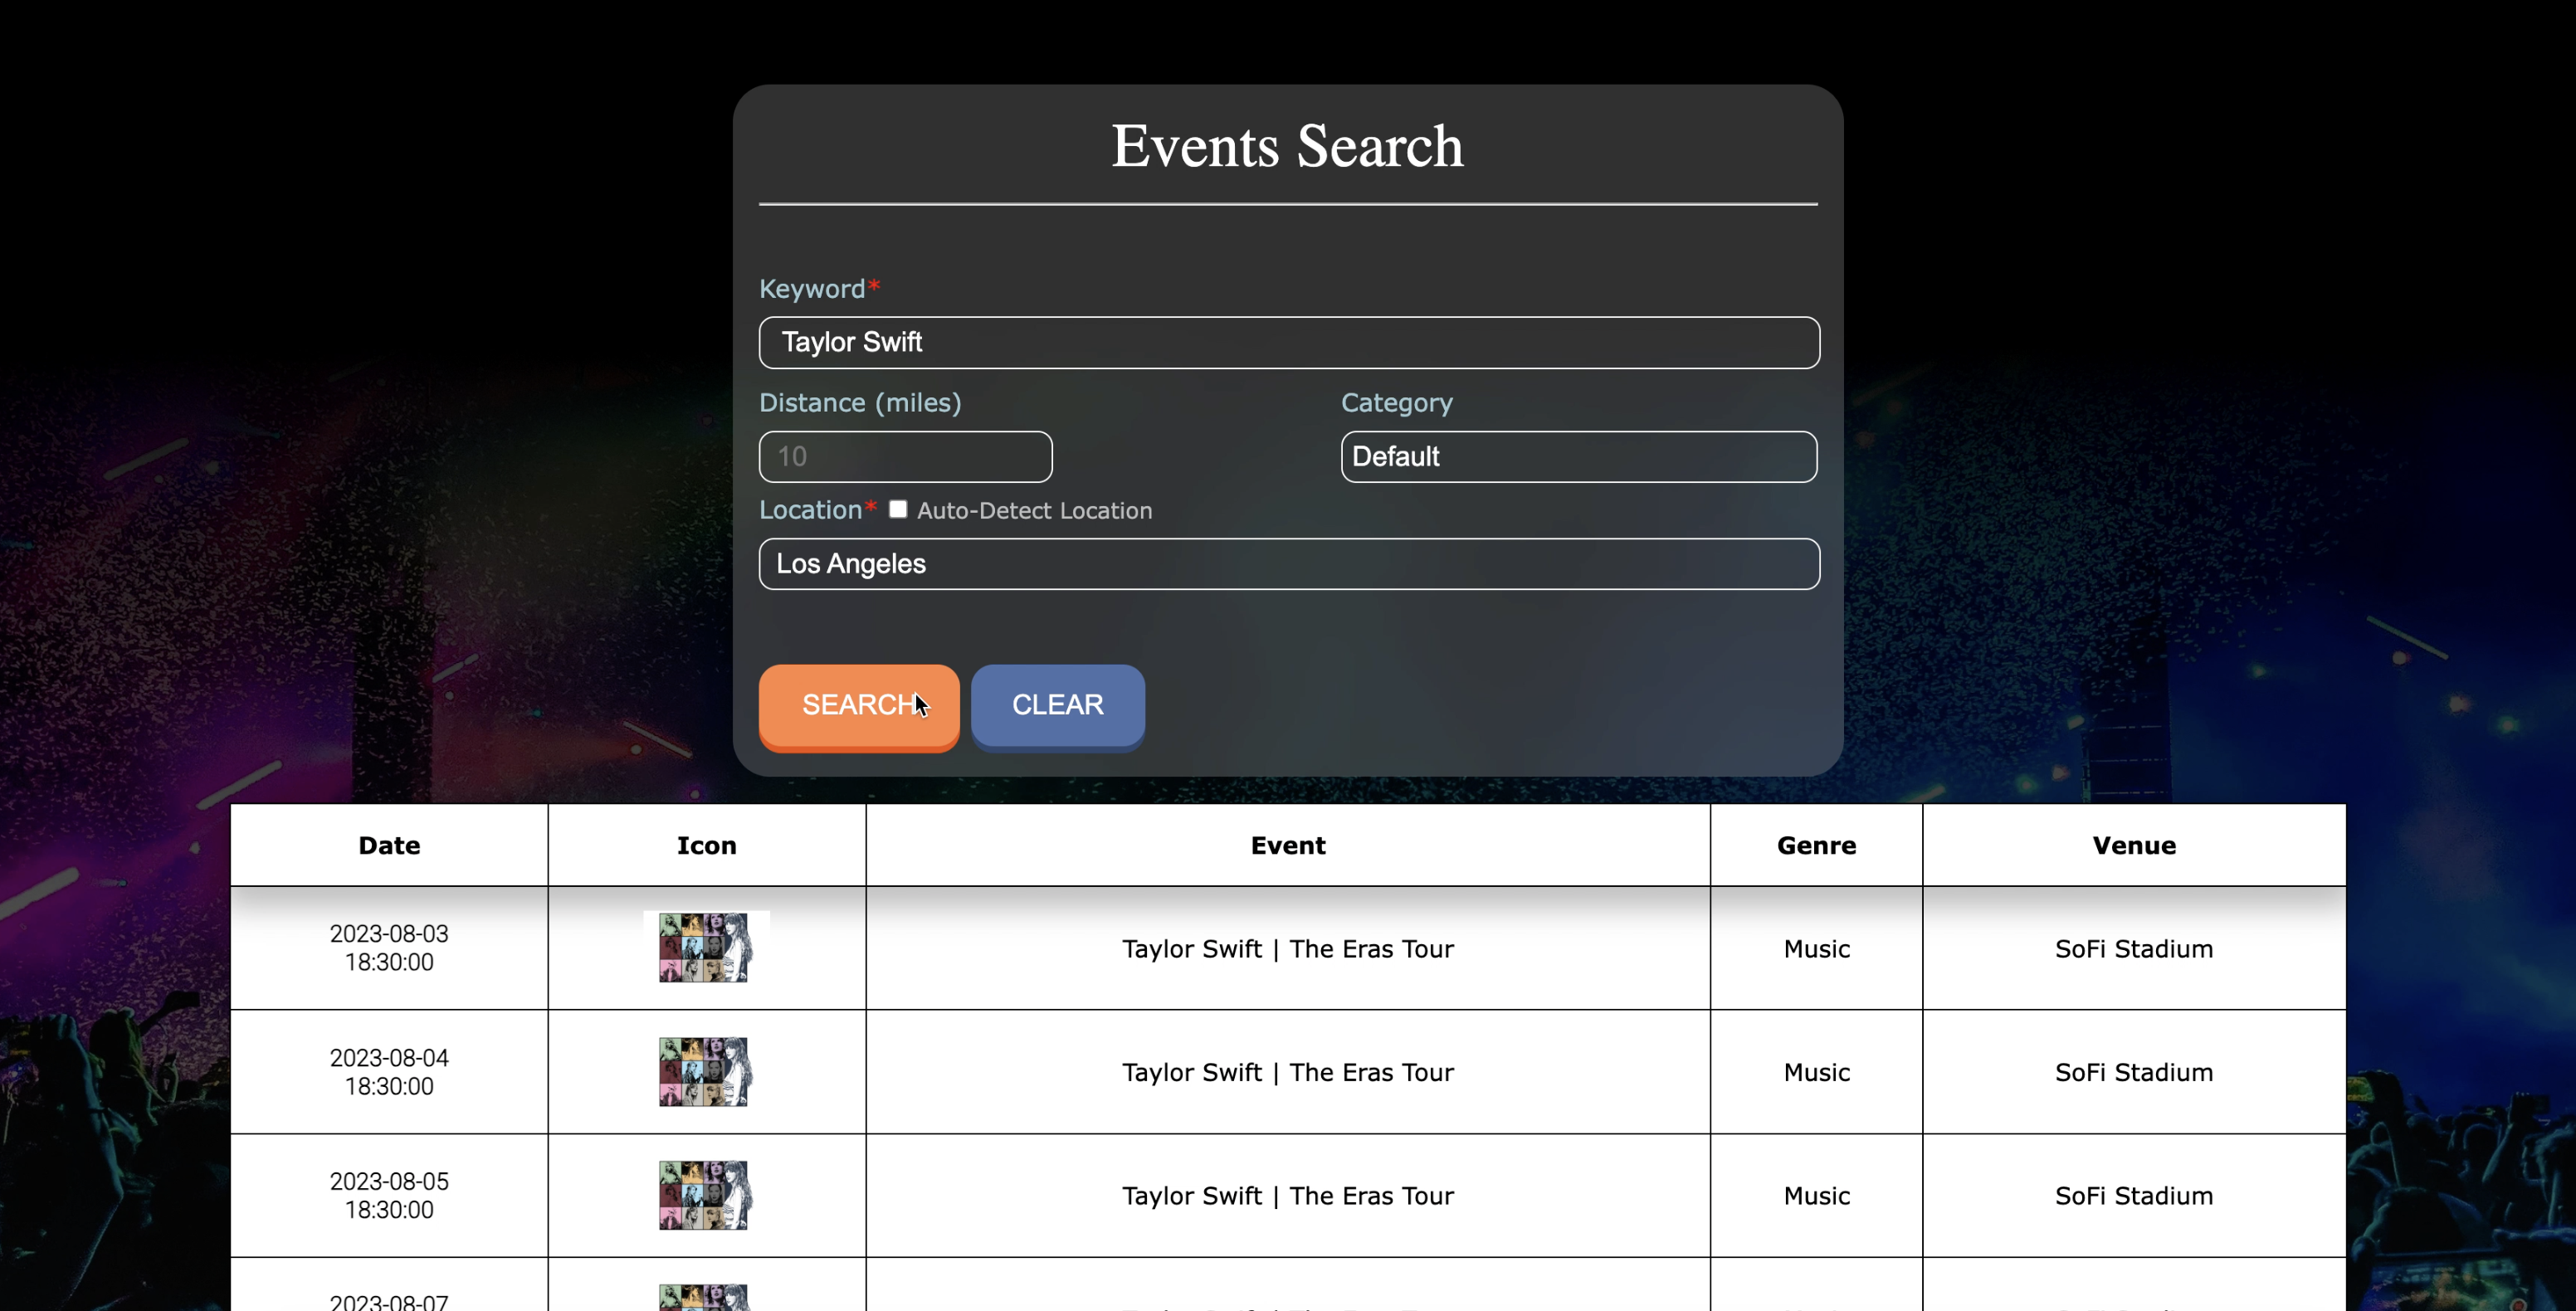 Events Search
Keyword*
Taylor Swift
Distance (miles)
Category
10
Default
Location* Auto-Detect Location
Los Angeles
SEARCH
CLEAR
Date Icon Event Genre Venue
2023-08-03
18:30:00
Taylor Swift | The Eras Tour
Music
SoFi Stadium
2023-08-04
18:30:00
Taylor Swift | The Eras Tour
Music
SoFi Stadium
2023-08-05
18:30:00
Taylor Swift | The Eras Tour
Music
SoFi Stadium
2023-08-07